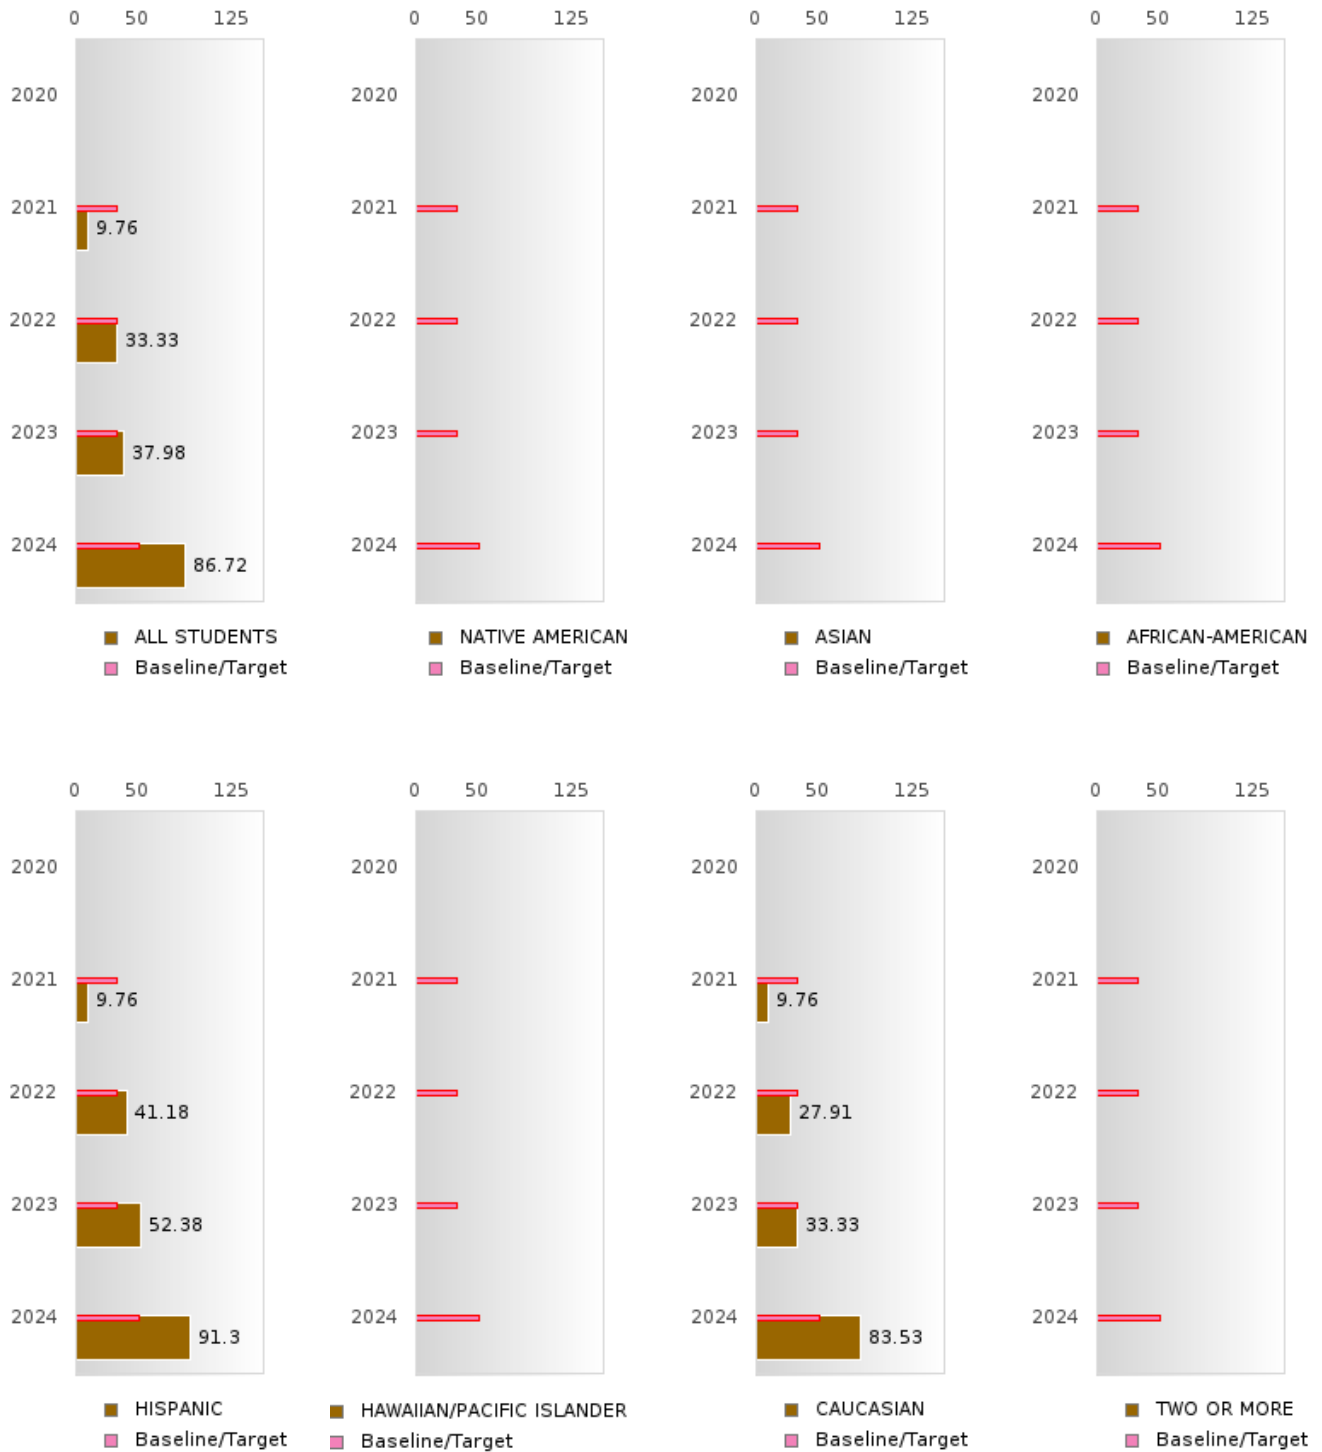 0 50 125 0 50 125 0 50 125 0 50 125
2020 2020 2020 2020
2021 2021 2021 2021
9.76
2022 2022 2022 2022
33.33
2023 2023 2023 2023
37.98
2024 2024 2024 2024
86.72
ALL STUDENTS NATIVE AMERICAN ASIAN AFRICAN-AMERICAN
Baseline/Target Baseline/Target Baseline/Target Baseline/Target
0 50 125 0 50 125 0 50 125 0 50 125
2020 2020 2020 2020
2021 2021 2021 2021
9.76 9.76
2022 2022 2022 2022
41.18 27.91
2023 2023 2023 2023
52.38 33.33
2024 2024 2024 2024
91.3 83.53
HISPANIC HAWAIIAN/PACIFIC ISLANDER CAUCASIAN TWO OR MORE
Baseline/Target Baseline/Target Baseline/Target Baseline/Target